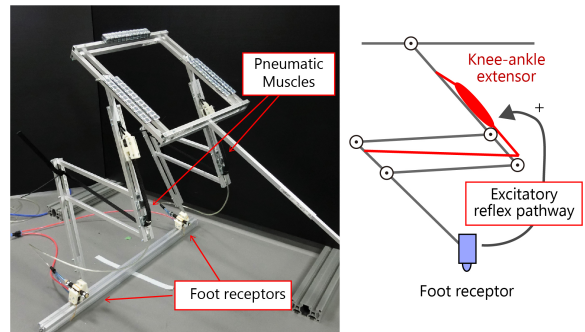 Pneumatic
Muscles
Foot receptors
Knee-ankle
extensor
+
Excitatory
reflex pathway
Foot receptor